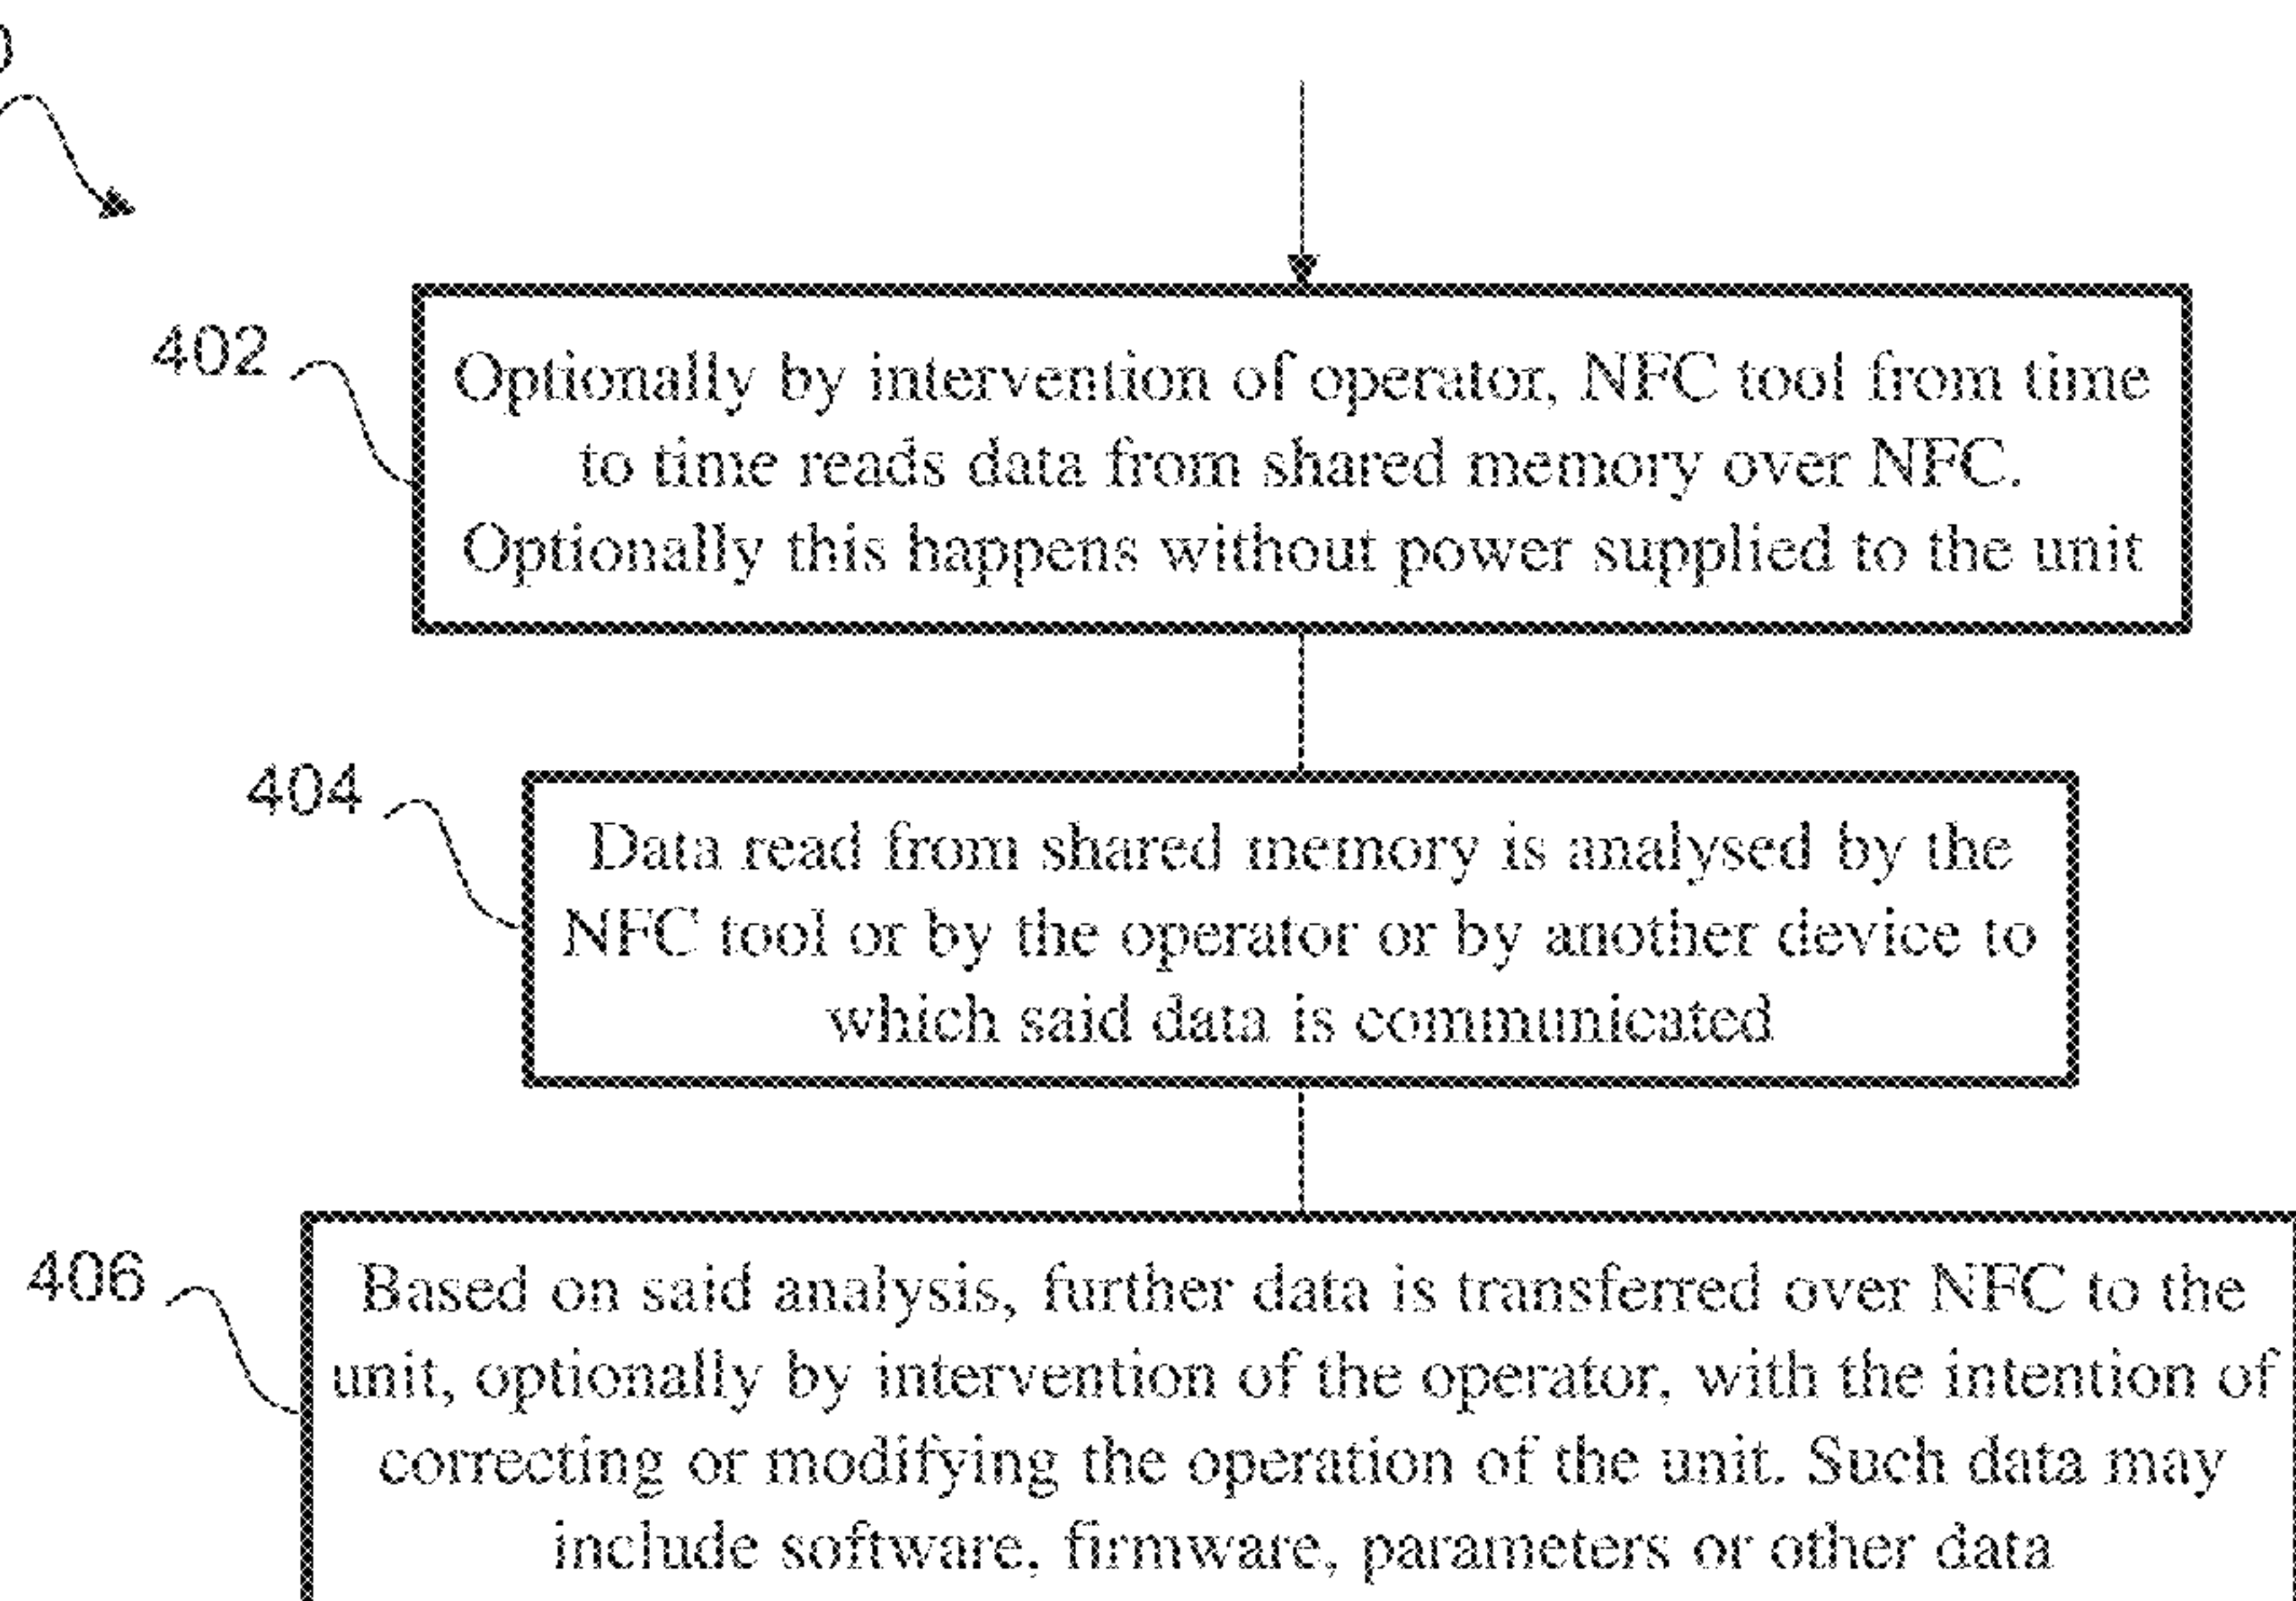 402
Optionally by intervention of operator, NFC tool from time
to time reads data from shared memory over NFC.
Optionally this happens without power supplied to the unit
404
Data read from shared memory is analysed by the
NFC tool or by the operator or by another device to
which said data is communicated
406
Based on said analysis, further data is transferred over NFC to the
unit, optionally by intervention of the operator, with the intention of
correcting or modifying the operation of the unit. Such data may
include software, firmware, parameters or other data